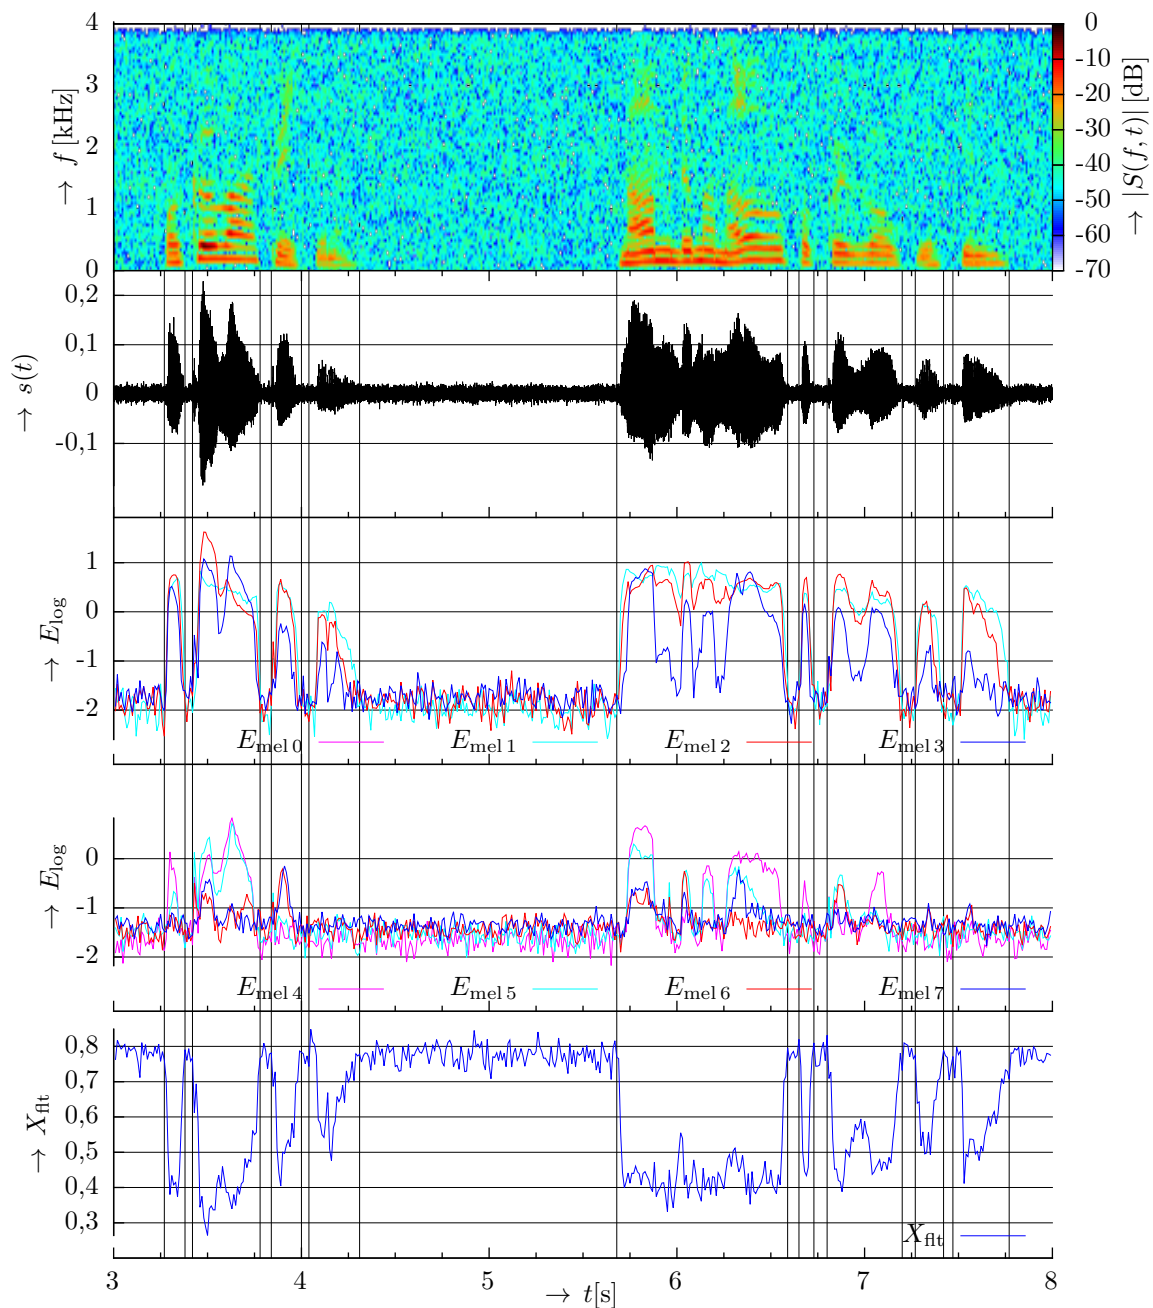 4
3
2
1
0
→ f [kHz]
0
-10
-20
-30
-40
-50
-60
-70
→ |S(f, t)| [dB]
0,2
0,1
0
-0,1
→ s(t)
1
0
-1
-2
→ E_log
E_mel 0 E_mel 1 E_mel 2 E_mel 3
0
-1
-2
→ E_log
E_mel 4 E_mel 5 E_mel 6 E_mel 7
0,8
0,7
0,6
0,5
0,4
0,3
→ X_flt
X_flt
3 4 5 6 7 8
→ t[s]